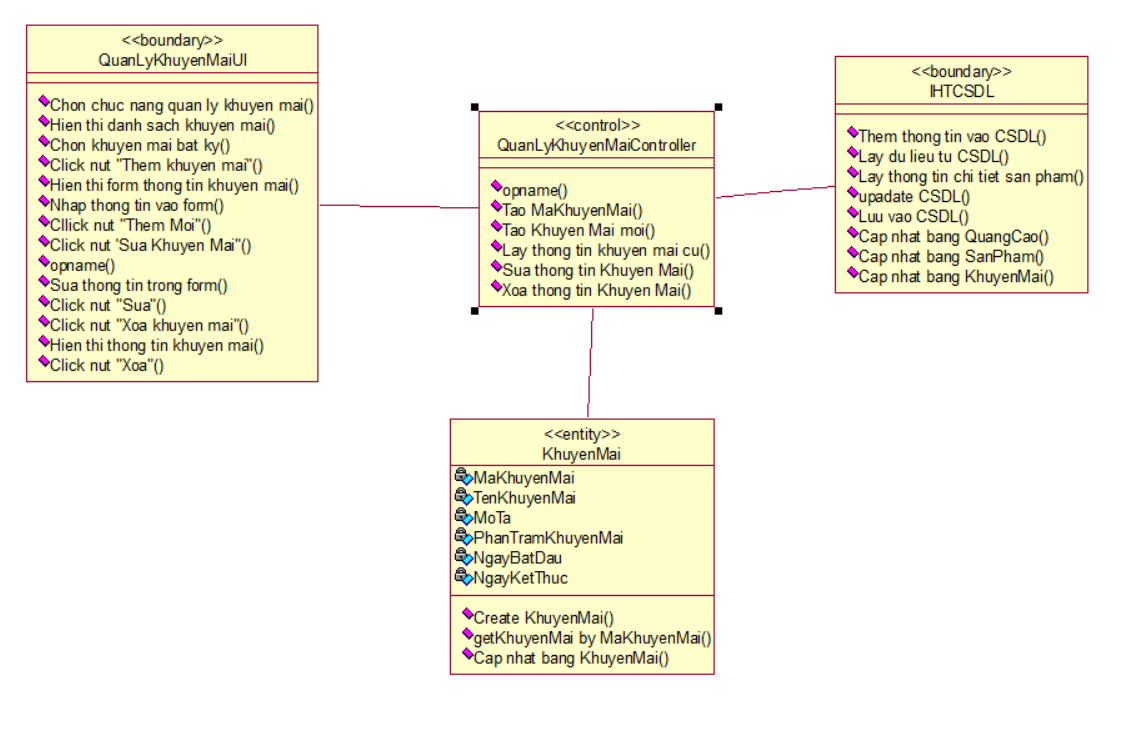 <<boundary>>
QuanLyKhuyenMaiUI
Chon chuc nang quan ly khuyen mai()
Hien thi danh sach khuyen mai()
Chon khuyen mai bat ky()
Click nut "Them khuyen mai"()
Hien thi form thong tin khuyen mai()
Nhap thong tin vao form()
Cllick nut "Them Moi"()
Click nut 'Sua Khuyen Mai"()
opname()
Sua thong tin trong form()
Click nut "Sua"()
Click nut "Xoa khuyen mai"()
Hien thi thong tin khuyen mai()
Click nut "Xoa"()
<<control>>
QuanLyKhuyenMaiController
opname()
Tao MaKhuyenMai()
Tao Khuyen Mai moi()
Lay thong tin khuyen mai cu()
Sua thong tin Khuyen Mai()
Xoa thong tin Khuyen Mai()
<<boundary>>
IHTCSDL
Them thong tin vao CSDL()
Lay du lieu tu CSDL()
Lay thong tin chi tiet san pham()
upadate CSDL()
Luu vao CSDL()
Cap nhat bang QuangCao()
Cap nhat bang SanPham()
Cap nhat bang KhuyenMai()
<<entity>>
KhuyenMai
MaKhuyenMai
TenKhuyenMai
MoTa
PhanTramKhuyenMai
NgayBatDau
NgayKetThuc
Create KhuyenMai()
getKhuyenMai by MaKhuyenMai()
Cap nhat bang KhuyenMai()